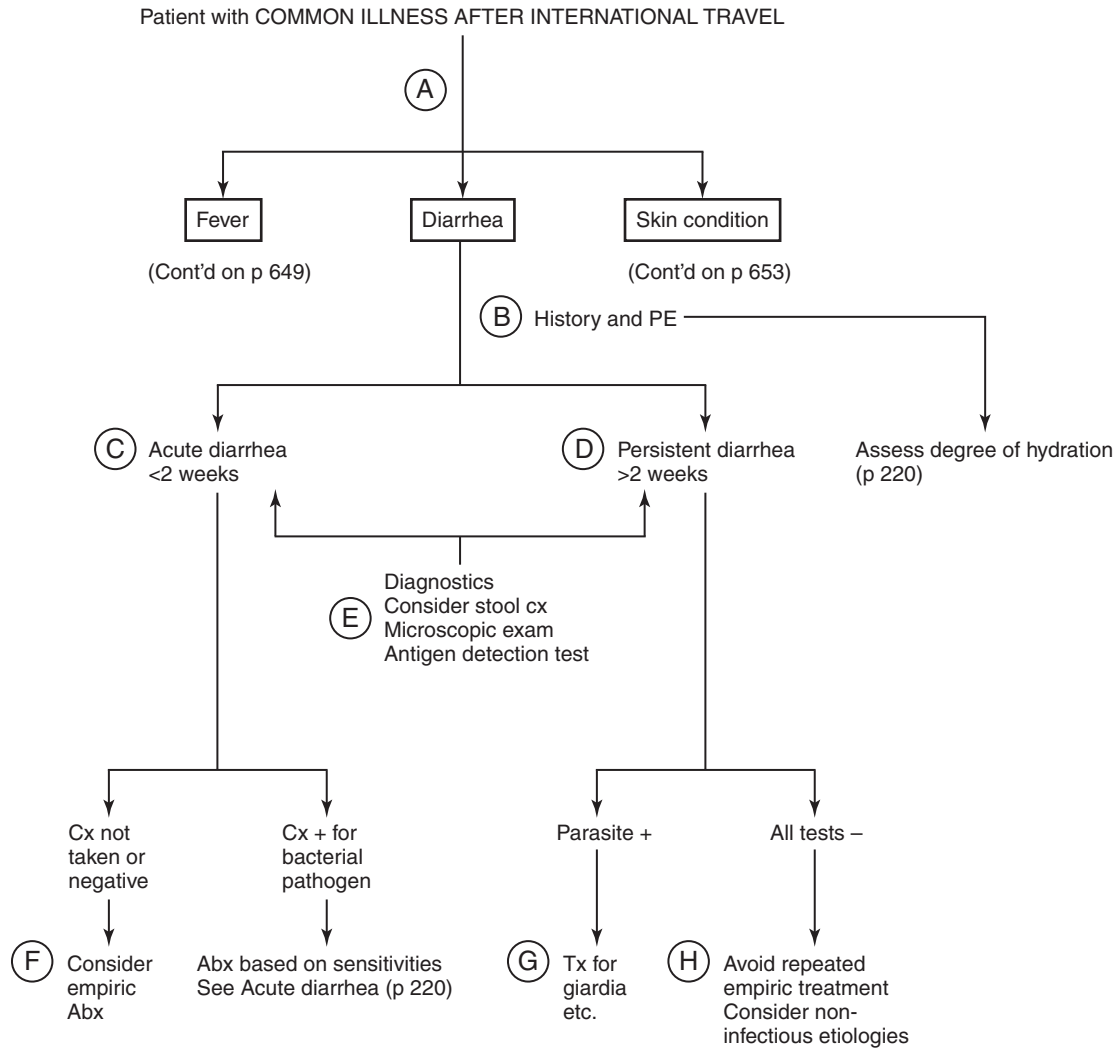 Patient with COMMON ILLNESS AFTER INTERNATIONAL TRAVEL
A
Fever
Diarrhea
Skin condition
(Cont'd on p 649)
(Cont'd on p 653)
B
History and PE
C
Acute diarrhea
<2 weeks
D
Persistent diarrhea
>2 weeks
Assess degree of hydration
(p 220)
E
Diagnostics
Consider stool cx
Microscopic exam
Antigen detection test
Cx not
taken or
negative
Cx + for
bacterial
pathogen
Parasite +
All tests –
F
Consider
empiric
Abx
Abx based on sensitivities
See Acute diarrhea (p 220)
G
Tx for
giardia
etc.
H
Avoid repeated
empiric treatment
Consider non-
infectious etiologies